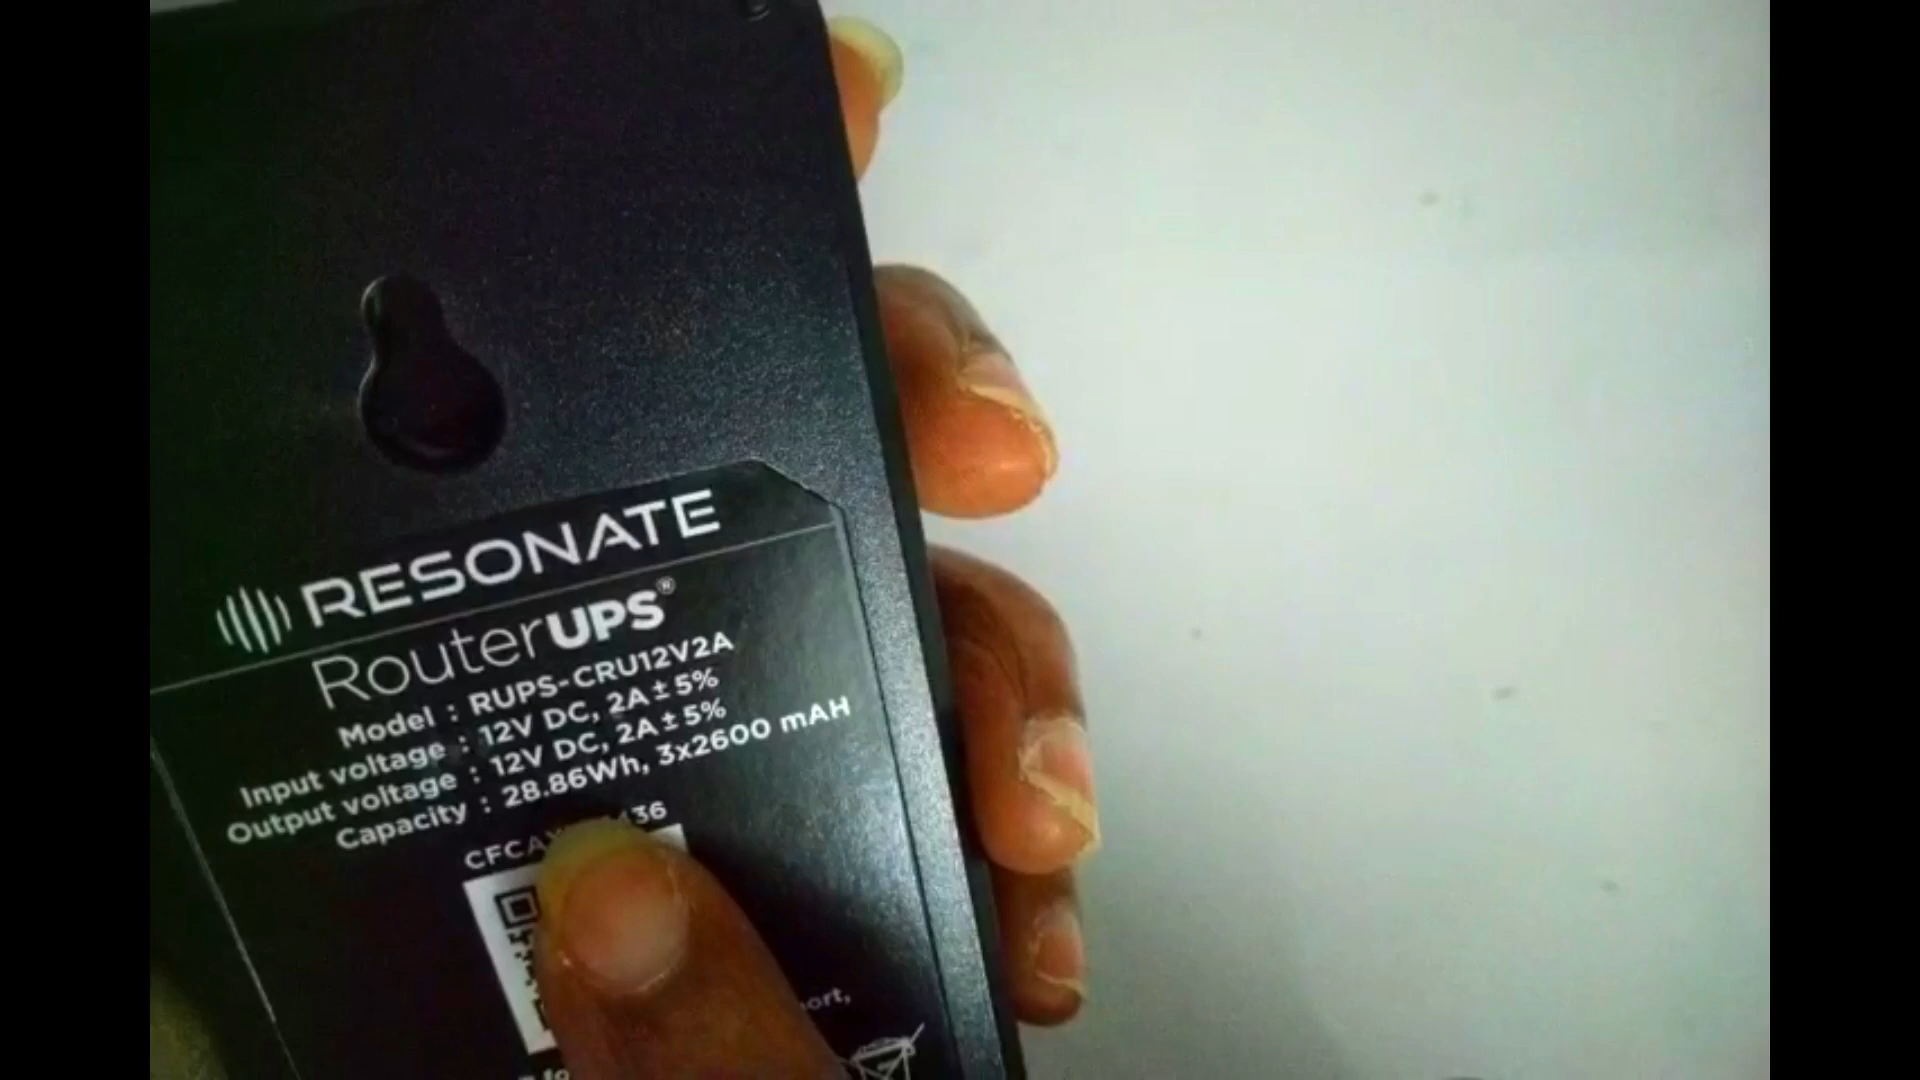 RESONATE
RouterUPS®
Model : RUPS-CRU12V2A
Input voltage : 12V DC, 2A ± 5%
Output voltage : 12V DC, 2A ± 5%
Capacity : 28.86Wh, 3x2600 mAH